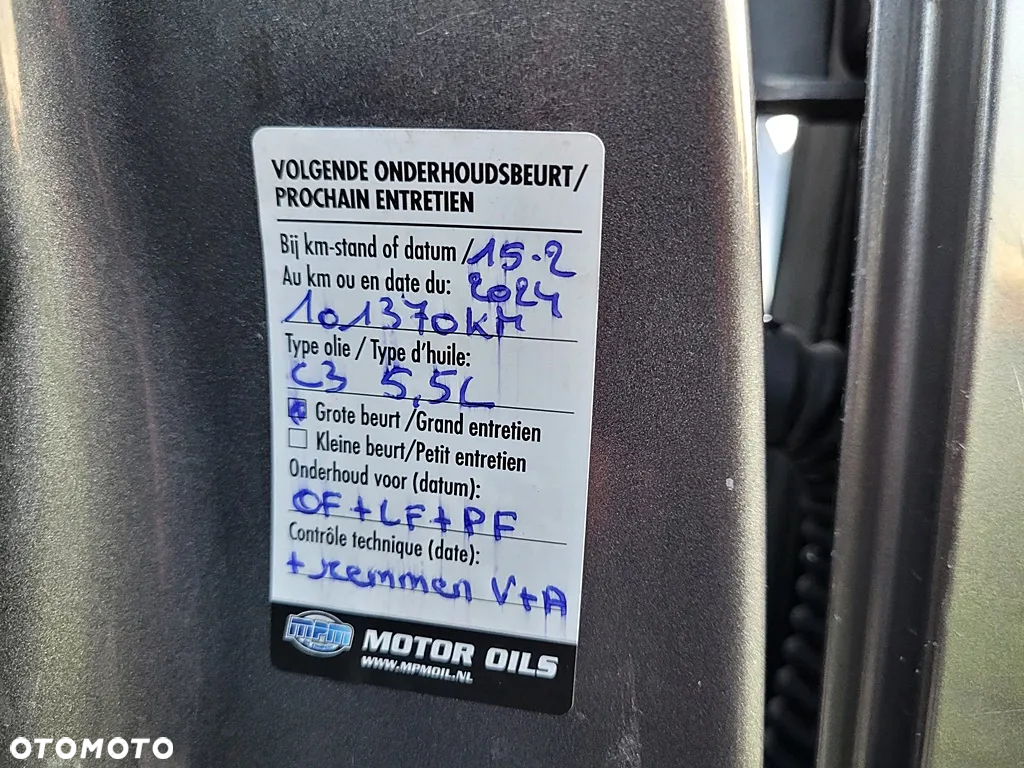 VOLGENDE ONDERHOUDSBEURT/
PROCHAIN ENTRETIEN
Bij km-stand of datum / 15-2
Au km ou en date du: 2024
101370KM
Type olie / Type d'huile:
C3 5,5L
Grote beurt /Grand entretien
Kleine beurt/Petit entretien
Onderhoud voor (datum):
OF+LF+PF
Contrôle technique (date):
+ remmen V+A
MPM
MOTOR OILS
WWW.MPMOIL.NL
OTOMOTO